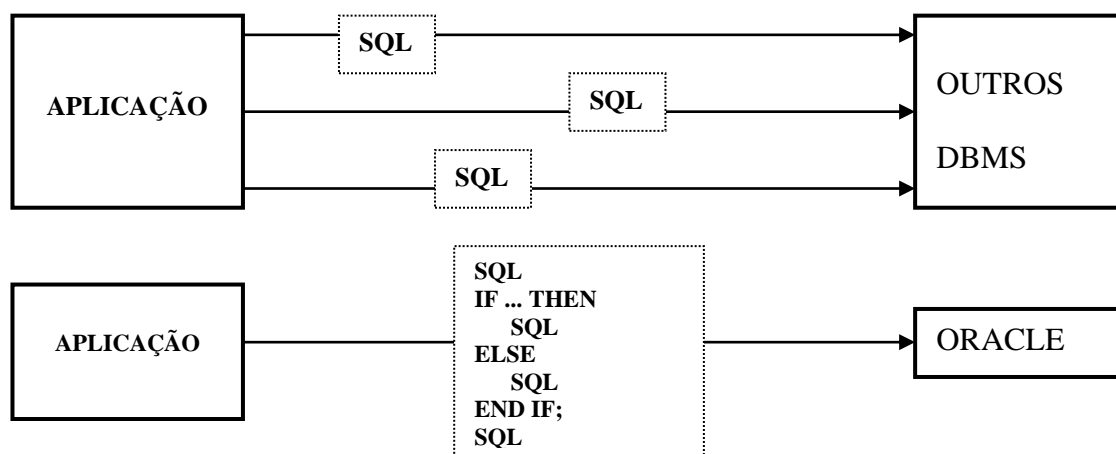 SQL
APLICAÇÃO
SQL
SQL
OUTROS
DBMS
APLICAÇÃO
SQL
IF ... THEN
SQL
ELSE
SQL
END IF;
SQL
ORACLE